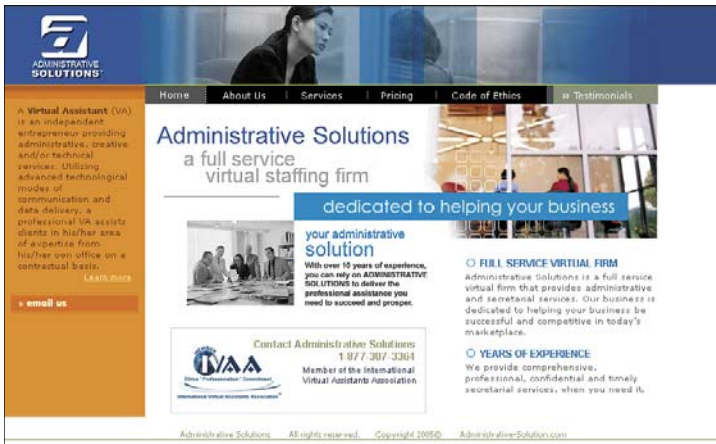 ADMINISTRATIVE
SOLUTIONS
Home
About Us
Services
Pricing
Code of Ethics
»» Testimonials
A Virtual Assistant (VA)
is an independent
entrepreneur providing
administrative, creative
and/or technical
services. Utilizing
advanced technological
modes of
communication and
data delivery, a
professional VA assists
clients in his/her area
of expertise from
his/her own office on a
contractual basis.
Learn more
» email us
Administrative Solutions
a full service
virtual staffing firm
dedicated to helping your business
your administrative
solution
With over 10 years of experience,
you can rely on ADMINISTRATIVE
SOLUTIONS to deliver the
professional assistance you
need to succeed and prosper.
MEMBER
IVAA
Ethics * Professionalism * Commitment
International Virtual Assistants Association
Contact Administrative Solutions
1-877-307-3364
Member of the International
Virtual Assistants Association
FULL SERVICE VIRTUAL FIRM
Administrative Solutions is a full service
virtual firm that provides administrative
and secretarial services. Our business is
dedicated to helping your business be
successful and competitive in today's
marketplace.
YEARS OF EXPERIENCE
We provide comprehensive,
professional, confidential and timely
secretarial services, when you need it.
Administrative Solutions All rights reserved. Copyright 2005© Administrative-Solution.com